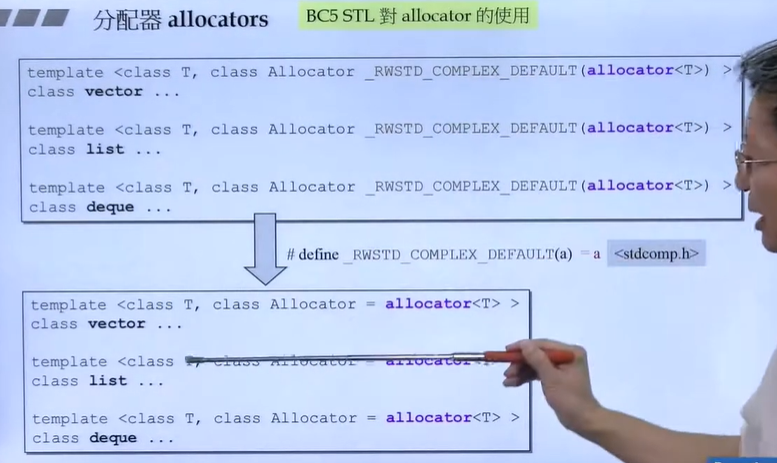 分配器 allocators
BC5 STL 對 allocator 的使用
template <class T, class Allocator _RWSTD_COMPLEX_DEFAULT(allocator<T>) >
class vector ...
template <class T, class Allocator _RWSTD_COMPLEX_DEFAULT(allocator<T>) >
class list ...
template <class T, class Allocator _RWSTD_COMPLEX_DEFAULT(allocator<T>) >
class deque ...
# define _RWSTD_COMPLEX_DEFAULT(a) = a <stdcomp.h>
template <class T, class Allocator = allocator<T> >
class vector ...
template <class T, class Allocator = allocator
class list ...
template <class T, class Allocator = allocator<T> >
class deque ...